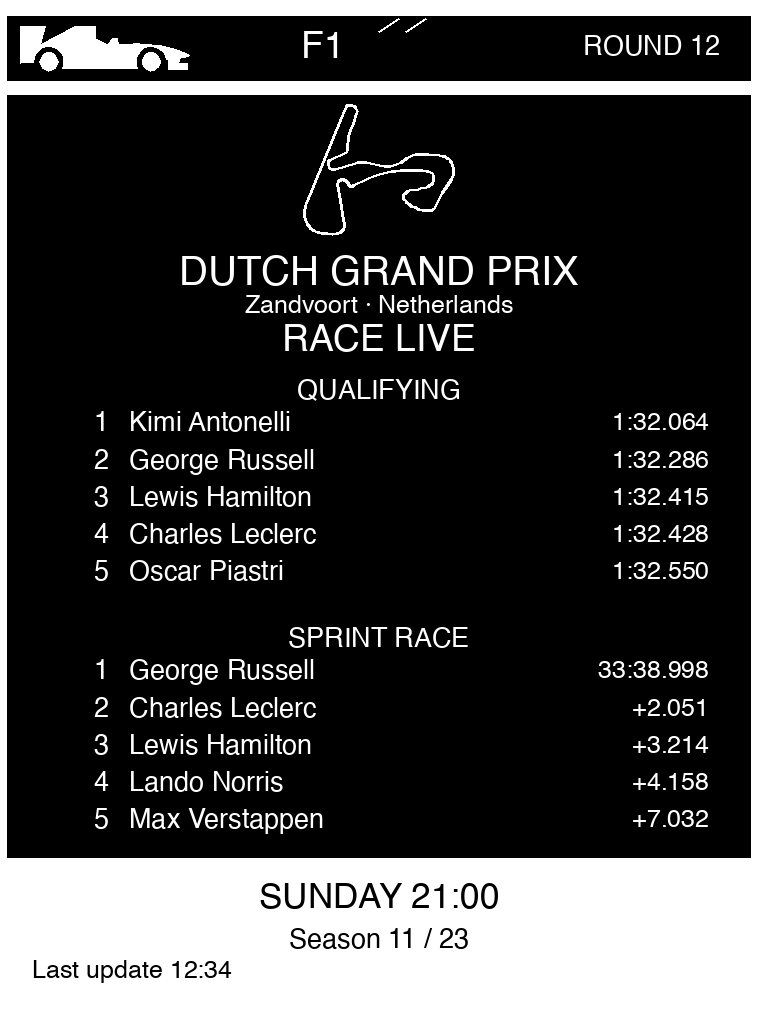 F1 ROUND 12
DUTCH GRAND PRIX
Zandvoort · Netherlands
RACE LIVE
QUALIFYING
1 Kimi Antonelli 1:32.064
2 George Russell 1:32.286
3 Lewis Hamilton 1:32.415
4 Charles Leclerc 1:32.428
5 Oscar Piastri 1:32.550
SPRINT RACE
1 George Russell 33:38.998
2 Charles Leclerc +2.051
3 Lewis Hamilton +3.214
4 Lando Norris +4.158
5 Max Verstappen +7.032
SUNDAY 21:00
Season 11 / 23
Last update 12:34